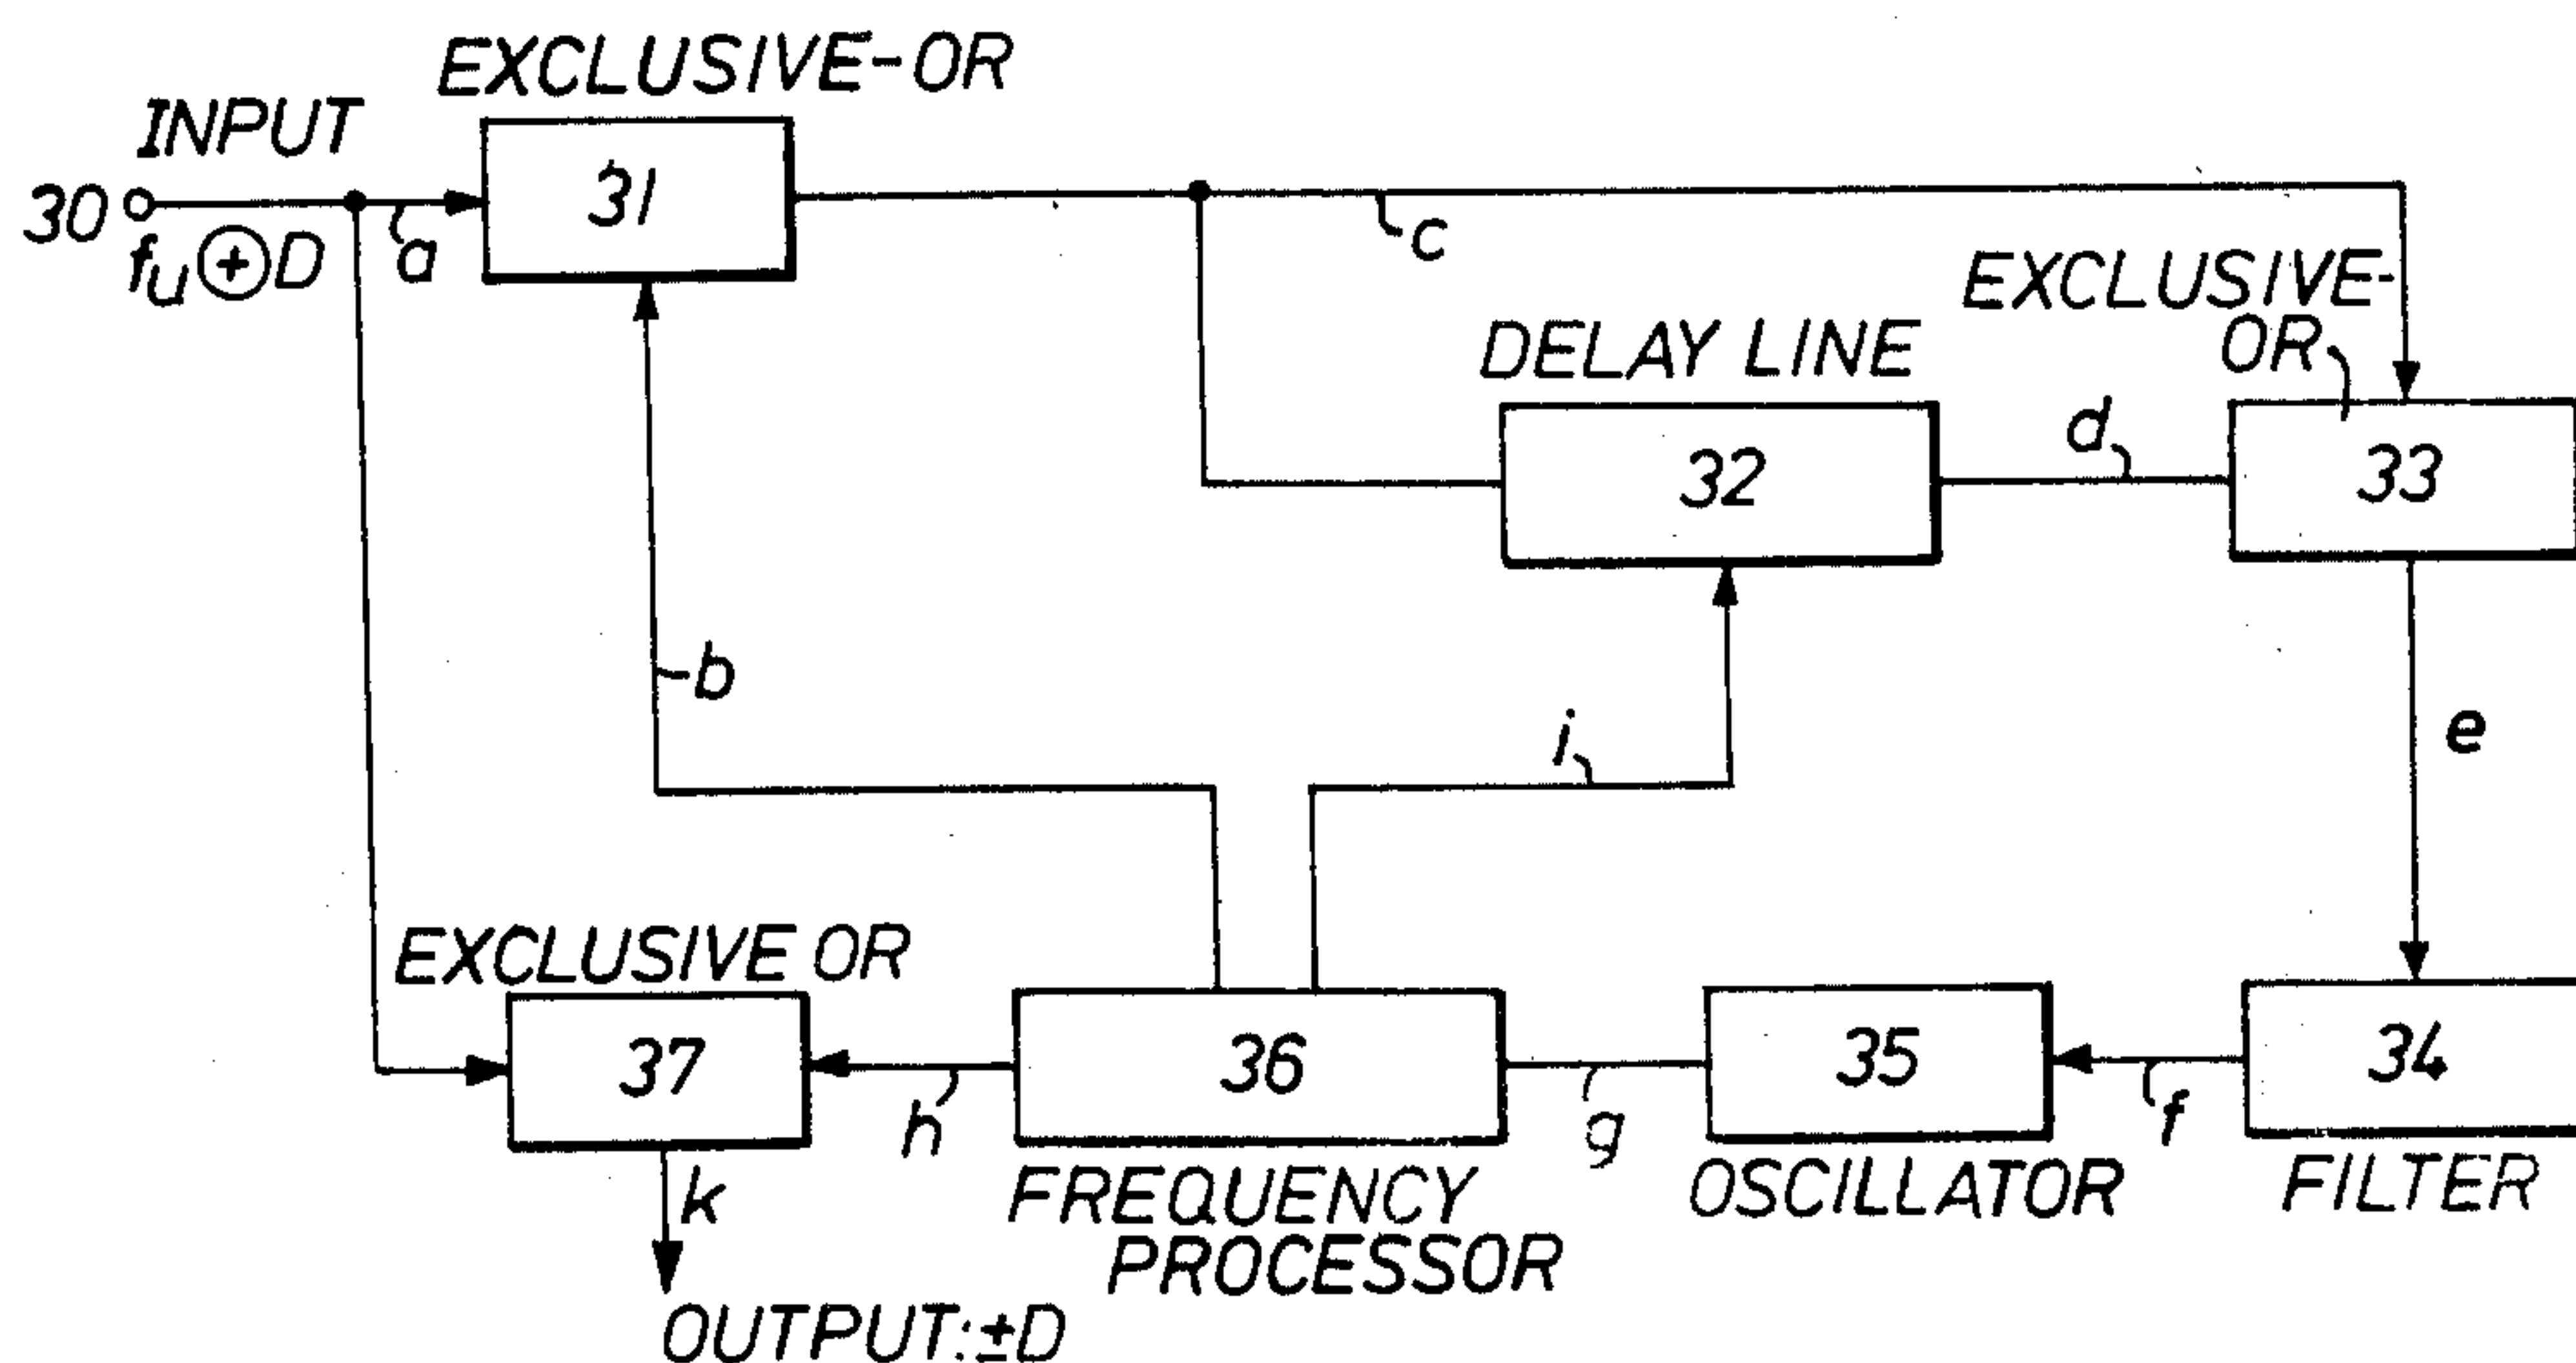 EXCLUSIVE-OR
INPUT
30
31
fu⊕D
a
c
EXCLUSIVE-
OR
DELAY LINE
32
d
33
b
i
e
EXCLUSIVE OR
37
h
36
g
35
f
34
k
FREQUENCY
PROCESSOR
OSCILLATOR
FILTER
OUTPUT:±D